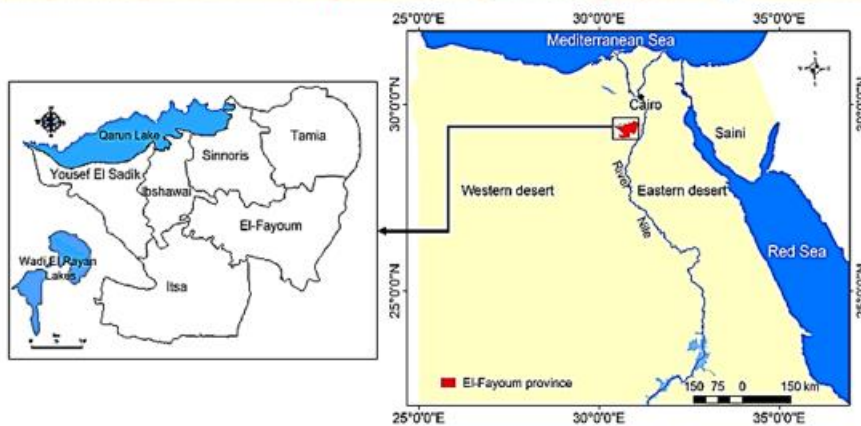 Qarun Lake
Tamia
Sinnoris
Yousef El Sadik
Ibshawai
El-Fayoum
Wadi El Rayan
Lakes
Itsa
25°0'0"E
30°0'0"E
35°0'0"E
Mediterranean Sea
Cairo
30°0'0"N
Saini
Western desert
River
Nile
Eastern desert
Red Sea
25°0'0"N
25°0'0"N
El-Fayoum province
150 75 0 150 km
25°0'0"E
30°0'0"E
35°0'0"E